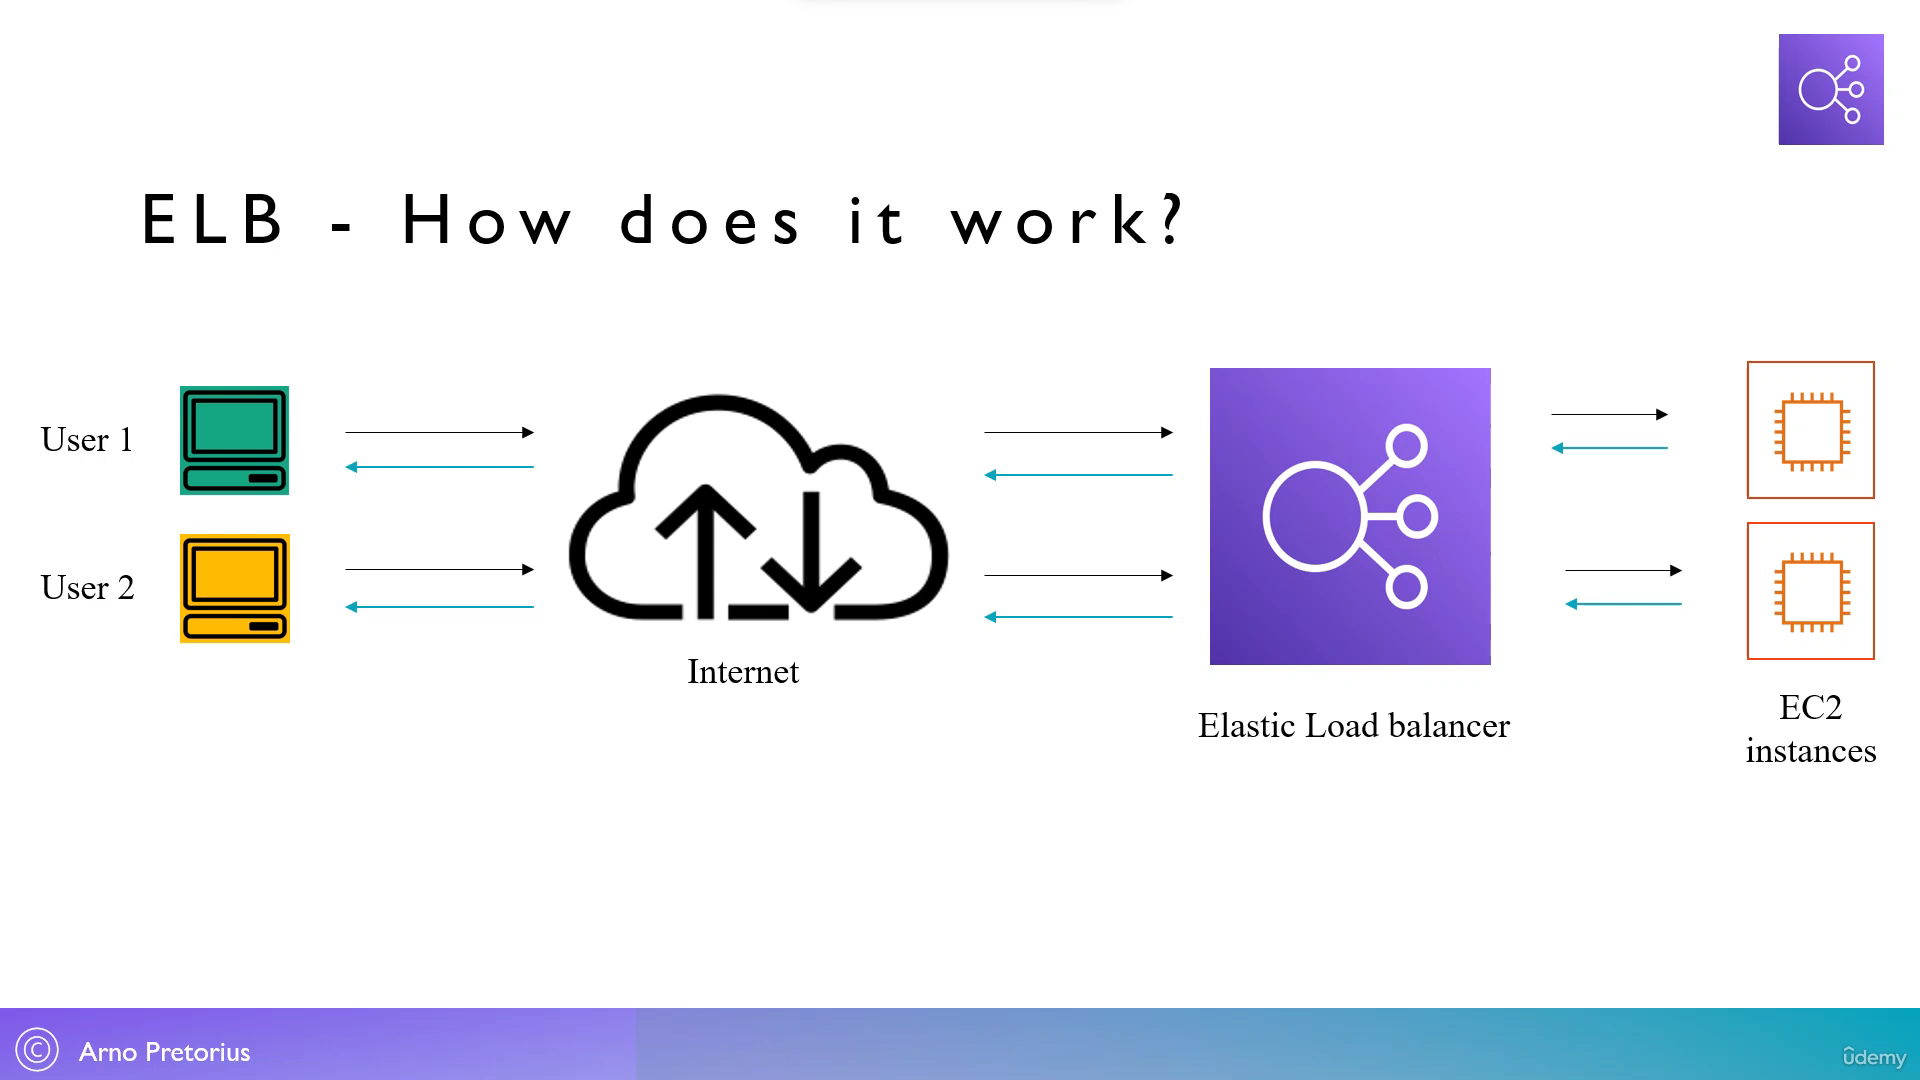 ELB - How does it work?
User 1
User 2
Internet
Elastic Load balancer
EC2
instances
© Arno Pretorius
ûdemy